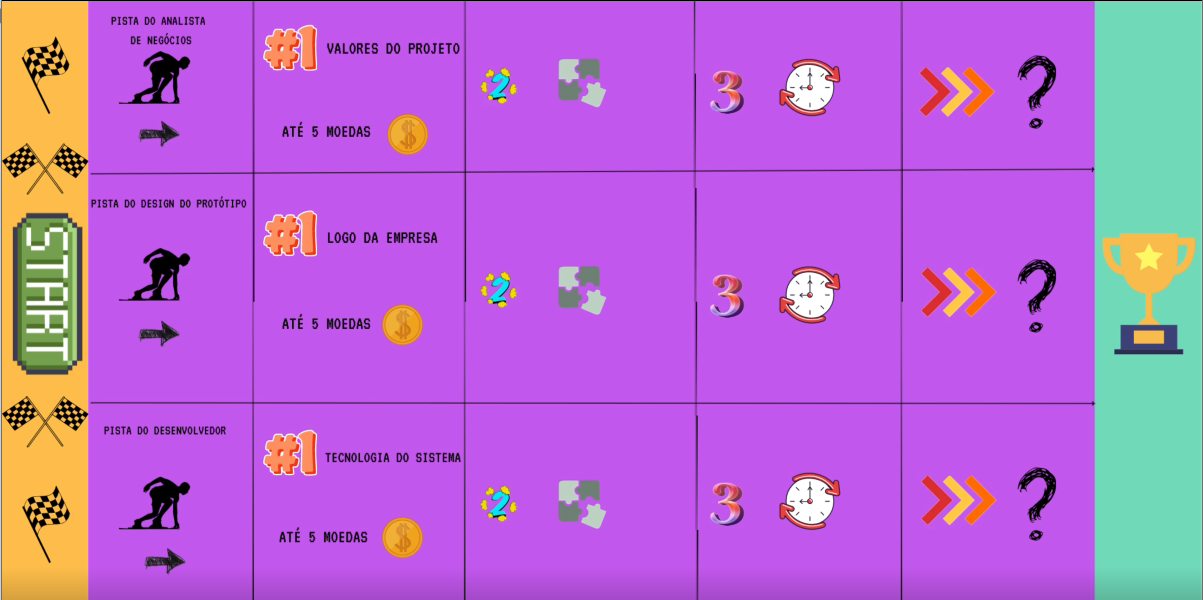 START
PISTA DO ANALISTA
DE NEGÓCIOS
#1 VALORES DO PROJETO
ATÉ 5 MOEDAS $
2
3
?
PISTA DO DESIGN DO PROTÓTIPO
#1 LOGO DA EMPRESA
ATÉ 5 MOEDAS $
2
3
?
PISTA DO DESENVOLVEDOR
#1 TECNOLOGIA DO SISTEMA
ATÉ 5 MOEDAS $
2
3
?